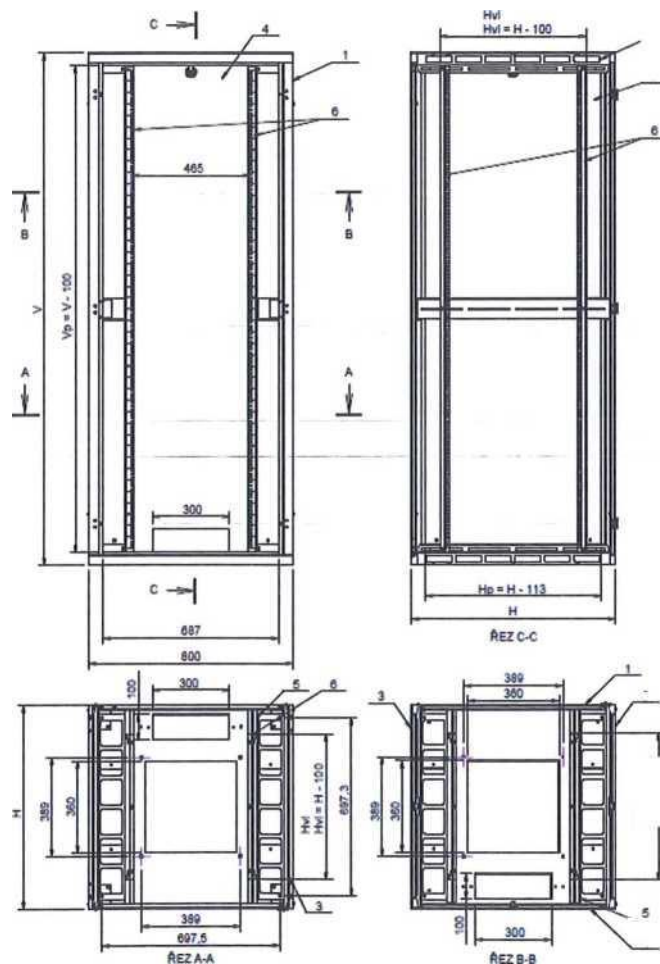 C
4
1
6
465
B
B
V
Vp = V - 100
A
A
300
C
687
800
Hvl
Hvl = H - 100
6
Hp = H - 113
H
ŘEZ C-C
300
5
6
100
H
389
360
Hvl
Hvl = H - 100
697,3
3
389
697,5
ŘEZ A-A
389
360
1
3
389
360
100
300
5
ŘEZ B-B